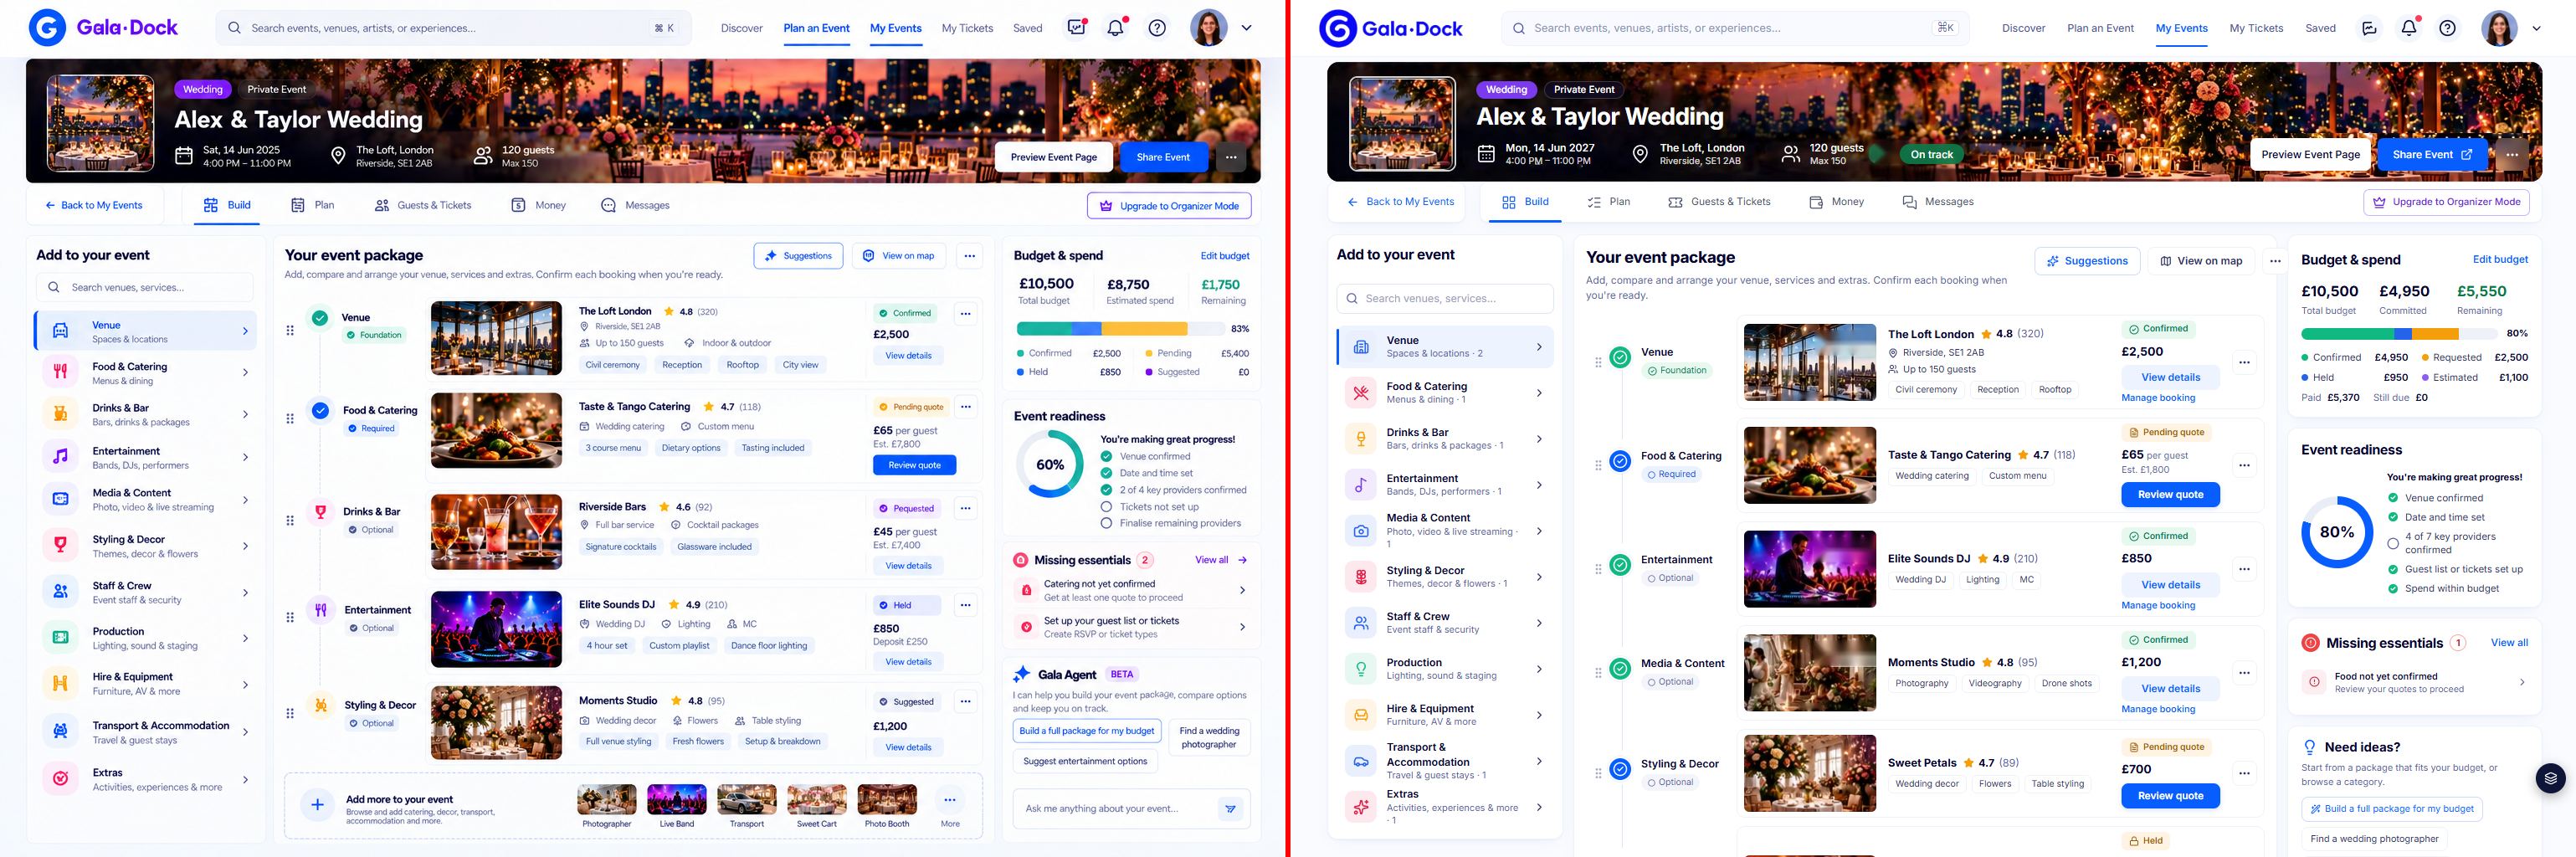 Gala·Dock
Search events, venues, artists, or experiences...
⌘ K
Discover
Plan an Event
My Events
My Tickets
Saved
Wedding
Private Event
Alex & Taylor Wedding
Sat, 14 Jun 2025
4:00 PM – 11:00 PM
The Loft, London
Riverside, SE1 2AB
120 guests
Max 150
Preview Event Page
Share Event
← Back to My Events
Build
Plan
Guests & Tickets
Money
Messages
Upgrade to Organizer Mode
Add to your event
Search venues, services...
Venue
Spaces & locations
Food & Catering
Menus & dining
Drinks & Bar
Bars, drinks & packages
Entertainment
Bands, DJs, performers
Media & Content
Photo, video & live streaming
Styling & Decor
Themes, decor & flowers
Staff & Crew
Event staff & security
Production
Lighting, sound & staging
Hire & Equipment
Furniture, AV & more
Transport & Accommodation
Travel & guest stays
Extras
Activities, experiences & more
Your event package
Add, compare and arrange your venue, services and extras. Confirm each booking when you're ready.
Suggestions
View on map
Venue
Foundation
The Loft London 4.8 (320)
Riverside, SE1 2AB
Up to 150 guests
Indoor & outdoor
Civil ceremony
Reception
Rooftop
City view
Confirmed
£2,500
View details
Food & Catering
Required
Taste & Tango Catering 4.7 (118)
Wedding catering
Custom menu
3 course menu
Dietary options
Tasting included
Pending quote
£65 per guest
Est. £7,800
Review quote
Drinks & Bar
Optional
Riverside Bars 4.6 (92)
Full bar service
Cocktail packages
Signature cocktails
Glassware included
Pequested
£45 per guest
Est. £7,400
View details
Entertainment
Optional
Elite Sounds DJ 4.9 (210)
Wedding DJ
Lighting
MC
4 hour set
Custom playlist
Dance floor lighting
Held
£850
Deposit £250
View details
Styling & Decor
Optional
Moments Studio 4.8 (95)
Wedding decor
Flowers
Table styling
Full venue styling
Fresh flowers
Setup & breakdown
Suggested
£1,200
View details
Add more to your event
Browse and add catering, decor, transport,
accommodation and more.
Photographer
Live Band
Transport
Sweet Cart
Photo Booth
More
Budget & spend
Edit budget
£10,500
Total budget
£8,750
Estimated spend
£1,750
Remaining
83%
Confirmed £2,500
Pending £5,400
Held £850
Suggested £0
Event readiness
60%
You're making great progress!
Venue confirmed
Date and time set
2 of 4 key providers confirmed
Tickets not set up
Finalise remaining providers
Missing essentials 2
View all →
Catering not yet confirmed
Get at least one quote to proceed
Set up your guest list or tickets
Create RSVP or ticket types
Gala Agent BETA
I can help you build your event package, compare options
and keep you on track.
Build a full package for my budget
Find a wedding
photographer
Suggest entertainment options
Ask me anything about your event...
Gala·Dock
Search events, venues, artists, or experiences...
⌘K
Discover
Plan an Event
My Events
My Tickets
Saved
Wedding
Private Event
Alex & Taylor Wedding
Mon, 14 Jun 2027
4:00 PM – 11:00 PM
The Loft, London
Riverside, SE1 2AB
120 guests
Max 150
On track
Preview Event Page
Share Event
← Back to My Events
Build
Plan
Guests & Tickets
Money
Messages
Upgrade to Organizer Mode
Add to your event
Search venues, services...
Venue
Spaces & locations · 2
Food & Catering
Menus & dining · 1
Drinks & Bar
Bars, drinks & packages · 1
Entertainment
Bands, DJs, performers · 1
Media & Content
Photo, video & live streaming ·
1
Styling & Decor
Themes, decor & flowers · 1
Staff & Crew
Event staff & security
Production
Lighting, sound & staging
Hire & Equipment
Furniture, AV & more
Transport &
Accommodation
Travel & guest stays · 1
Extras
Activities, experiences & more
· 1
Your event package
Add, compare and arrange your venue, services and extras. Confirm each booking when
you're ready.
Suggestions
View on map
Venue
Foundation
The Loft London 4.8 (320)
Riverside, SE1 2AB
Up to 150 guests
Civil ceremony
Reception
Rooftop
Confirmed
£2,500
View details
Manage booking
Food & Catering
Required
Taste & Tango Catering 4.7 (118)
Wedding catering
Custom menu
Pending quote
£65 per guest
Est. £1,800
Review quote
Entertainment
Optional
Elite Sounds DJ 4.9 (210)
Wedding DJ
Lighting
MC
Confirmed
£850
View details
Manage booking
Media & Content
Optional
Moments Studio 4.8 (95)
Photography
Videography
Drone shots
Confirmed
£1,200
View details
Manage booking
Styling & Decor
Optional
Sweet Petals 4.7 (89)
Wedding decor
Flowers
Table styling
Pending quote
£700
Review quote
Held
Budget & spend
Edit budget
£10,500
Total budget
£4,950
Committed
£5,550
Remaining
80%
Confirmed £4,950
Requested £2,500
Held £950
Estimated £1,100
Paid £5,370
Still due £0
Event readiness
80%
You're making great progress!
Venue confirmed
Date and time set
4 of 7 key providers
confirmed
Guest list or tickets set up
Spend within budget
Missing essentials 1
View all
Food not yet confirmed
Review your quotes to proceed
Need ideas?
Start from a package that fits your budget, or
browse a category.
Build a full package for my budget
Find a wedding photographer